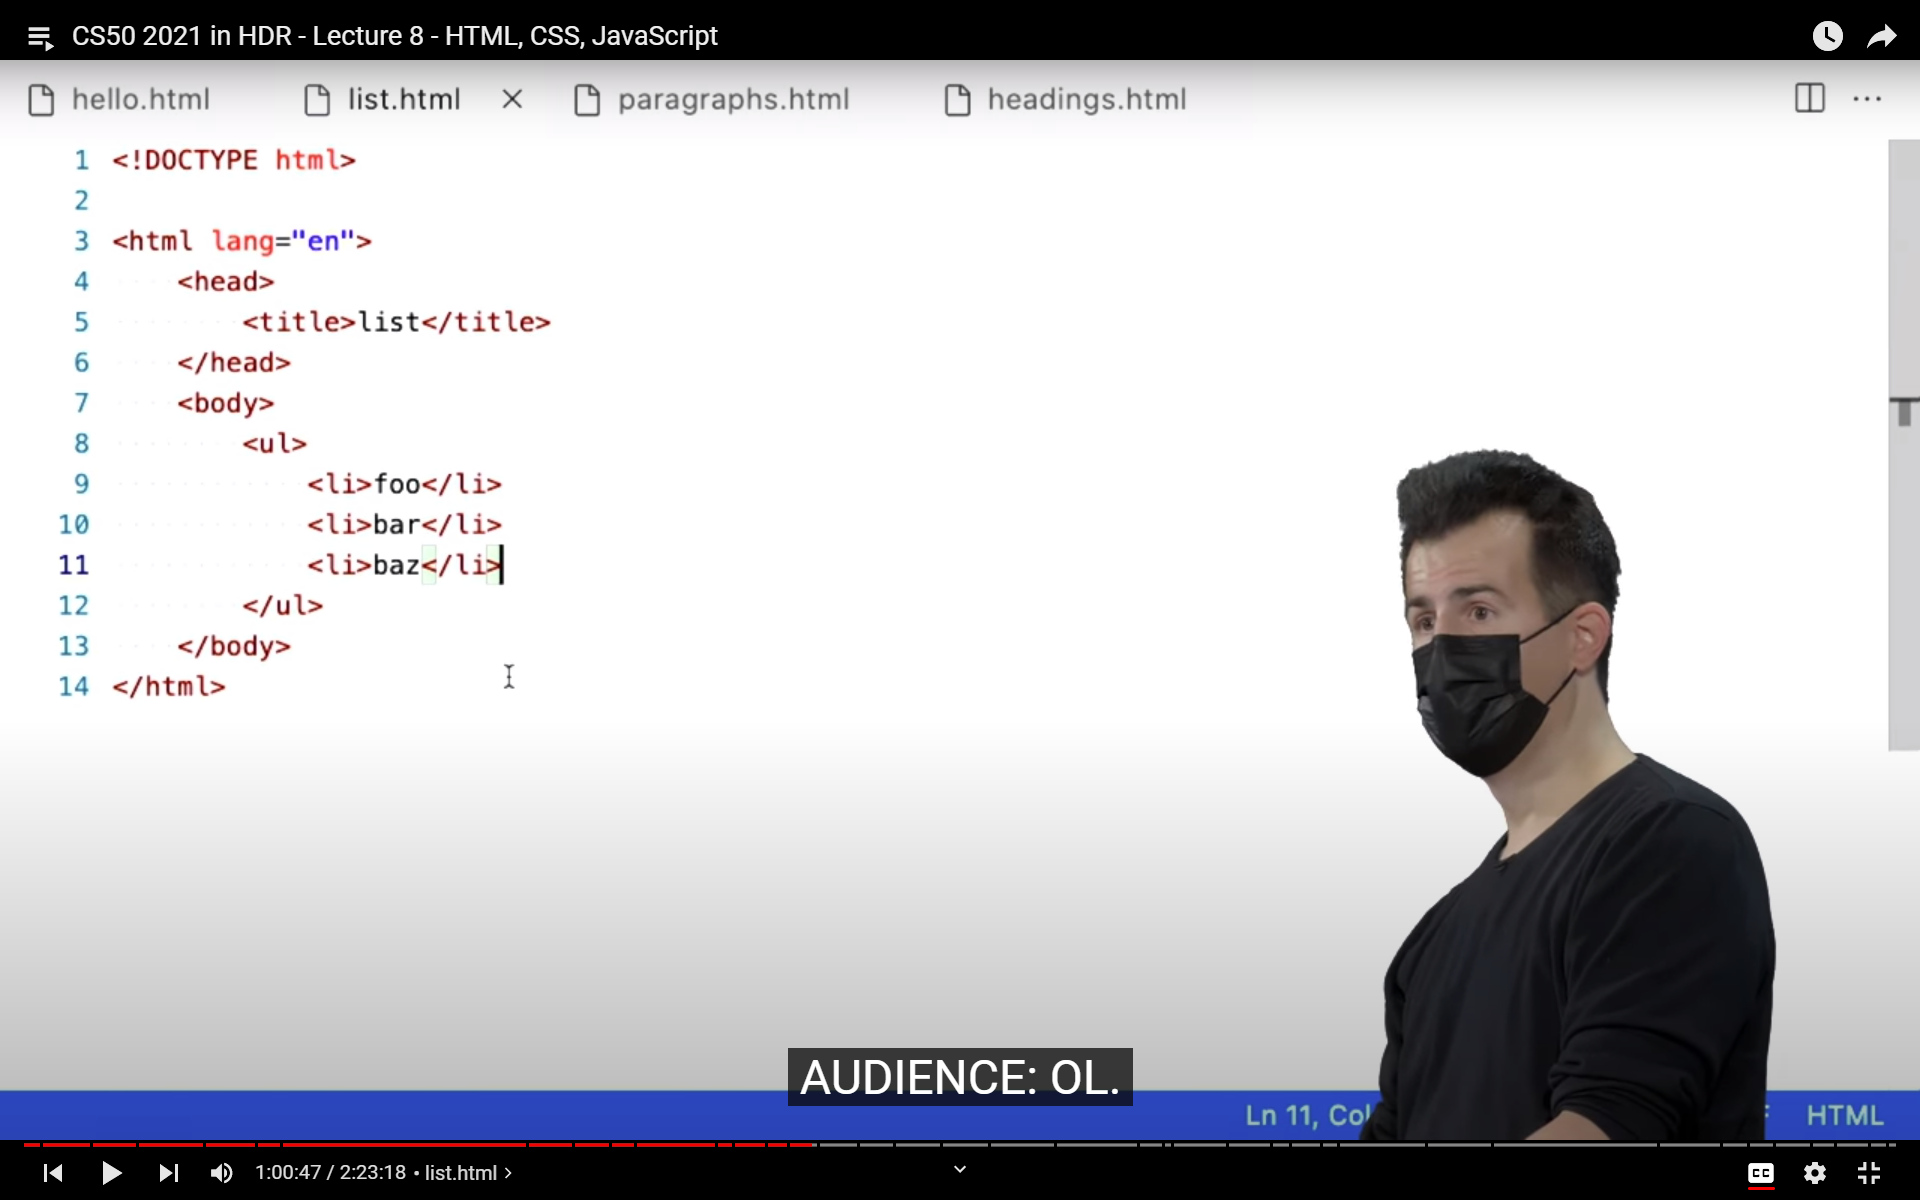 CS50 2021 in HDR - Lecture 8 - HTML, CSS, JavaScript
hello.html list.html paragraphs.html headings.html
1 <!DOCTYPE html>
2
3 <html lang="en">
4 <head>
5 <title>list</title>
6 </head>
7 <body>
8 <ul>
9 <li>foo</li>
10 <li>bar</li>
11 <li>baz</li>
12 </ul>
13 </body>
14 </html>
AUDIENCE: OL.
Ln 11, HTML
1:00:47 / 2:23:18 • list.html
CC